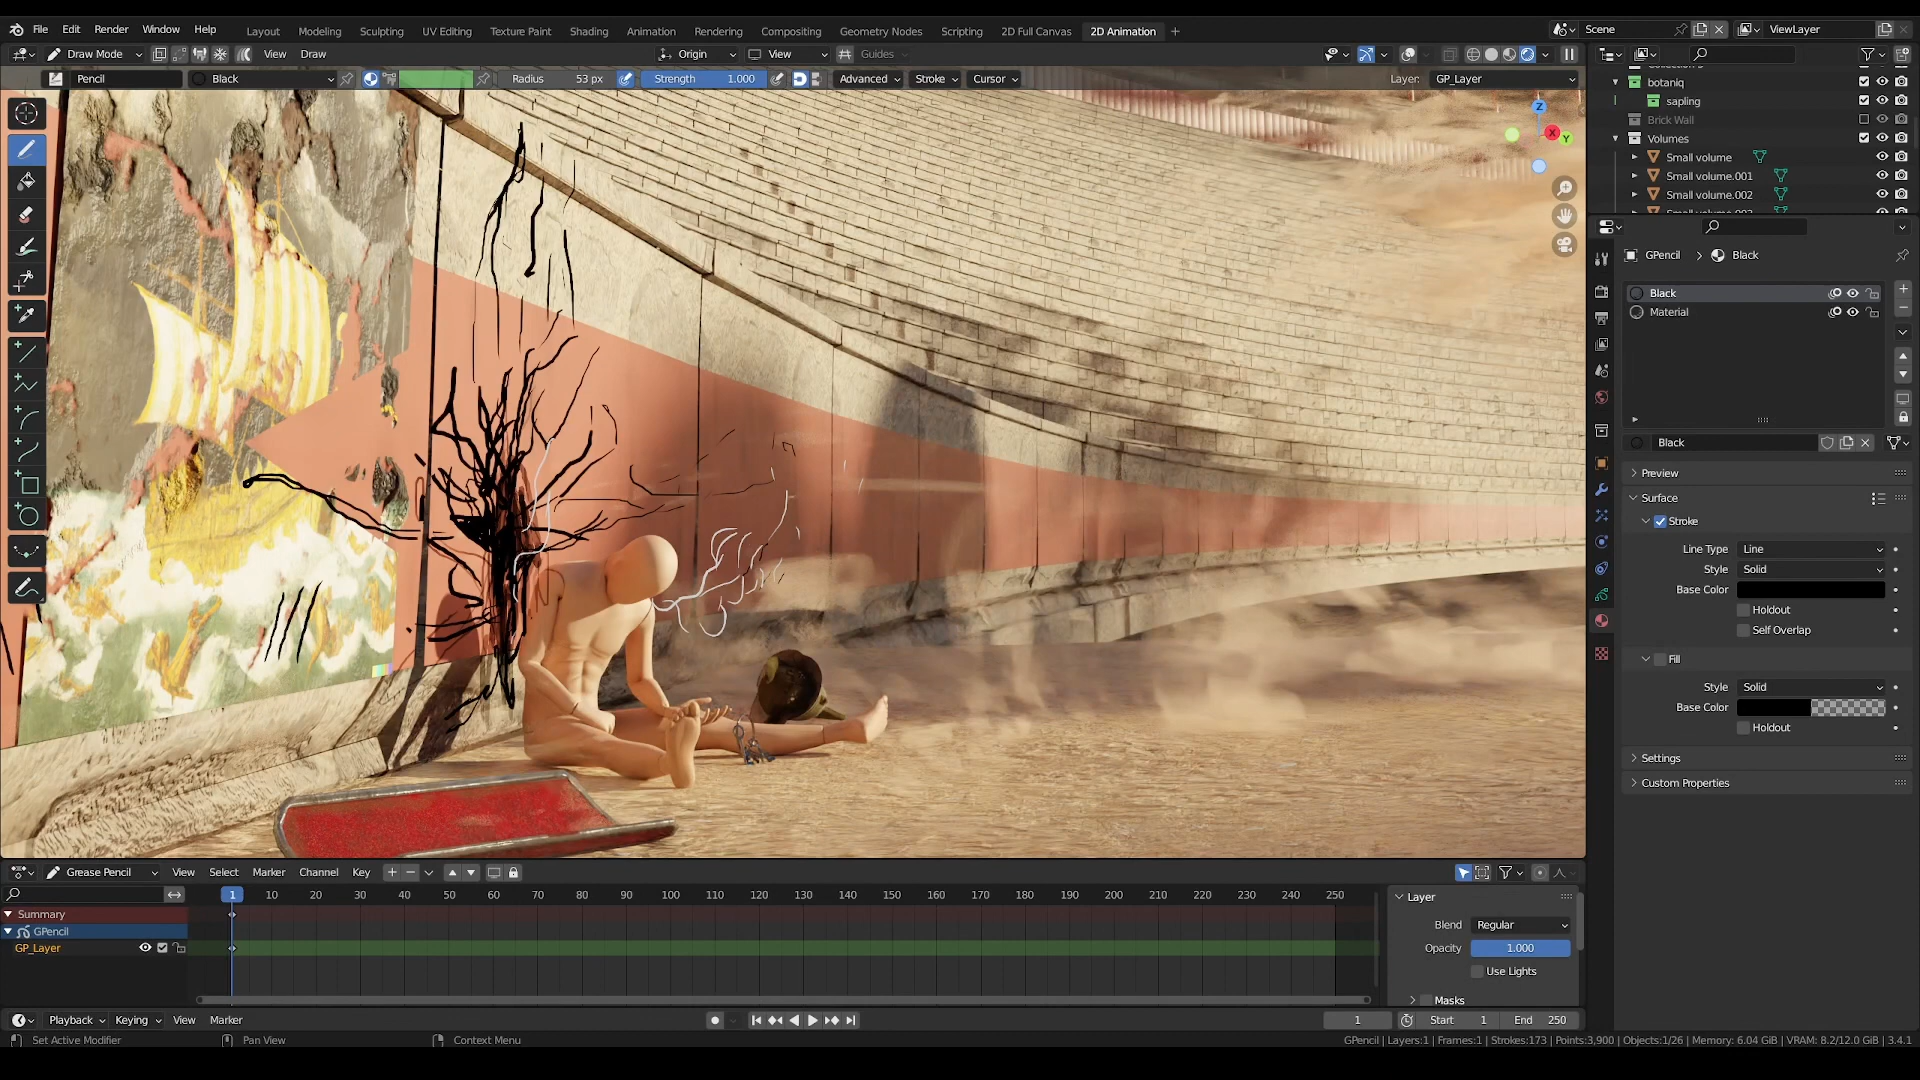 File Edit Render Window Help Layout Modeling Sculpting UV Editing Texture Paint Shading Animation Rendering Compositing Geometry Nodes Scripting 2D Full Canvas 2D Animation + Scene ViewLayer
Draw Mode View Draw Origin View Guides
Pencil Black Radius 53 px Strength 1.000 Advanced Stroke Cursor Layer: GP_Layer
botaniq
sapling
Brick Wall
Volumes
Small volume
Small volume.001
Small volume.002
Z
X
Y
GPencil Black
Black
Material
Black
Preview
Surface
Stroke
Line Type Line
Style Solid
Base Color
Holdout
Self Overlap
Fill
Style Solid
Base Color
Holdout
Settings
Custom Properties
Grease Pencil View Select Marker Channel Key
1 10 20 30 40 50 60 70 80 90 100 110 120 130 140 150 160 170 180 190 200 210 220 230 240 250
Summary
GPencil
GP_Layer
Layer
Blend Regular
Opacity 1.000
Use Lights
Masks
Playback Keying View Marker 1 Start 1 End 250
Set Active Modifier Pan View Context Menu GPencil | Layers:1 | Frames:1 | Strokes:173 | Points:3,900 | Objects:1/26 | Memory: 6.04 GiB | VRAM: 8.2/12.0 GiB | 3.4.1